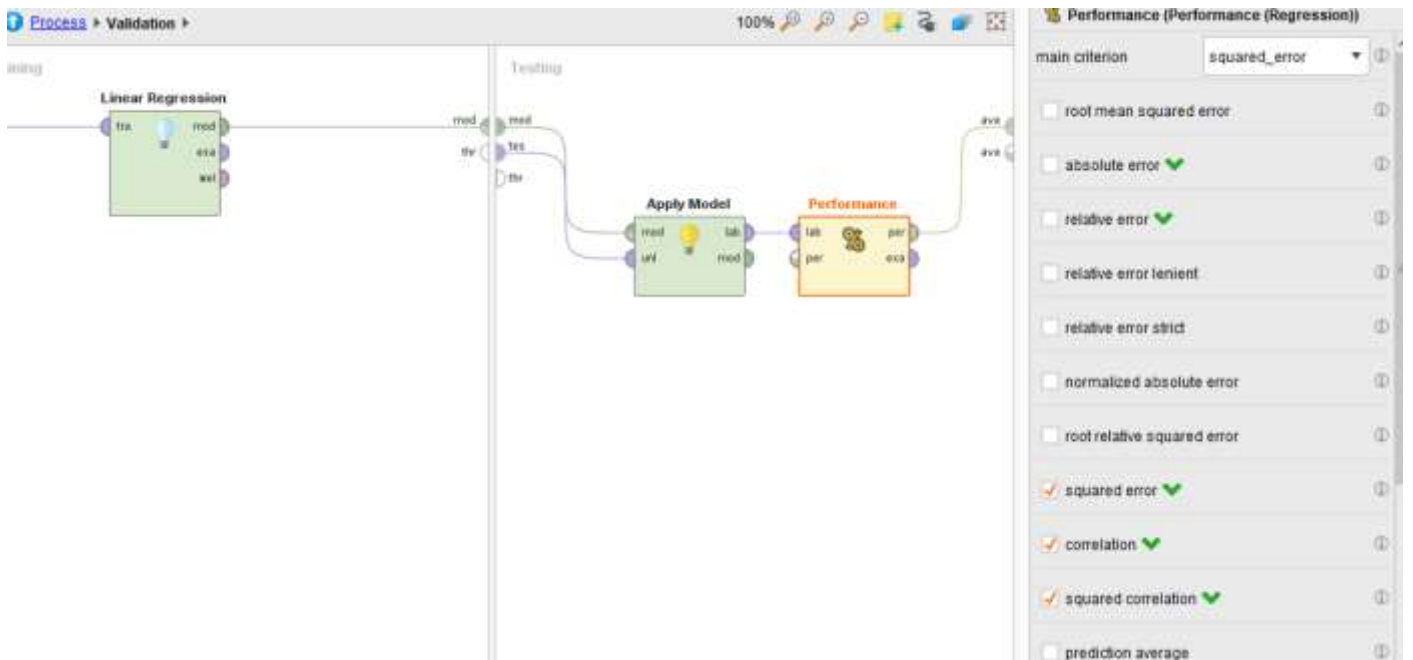 Process ▸ Validation ▸
100%
Testing
Linear Regression
tra
mod
exa
wei
mod
thr
mod
tes
thr
ave
ave
Apply Model
mod
unl
lab
mod
Performance
lab
per
per
exa
Performance (Performance (Regression))
main criterion
squared_error
root mean squared error
absolute error
relative error
relative error lenient
relative error strict
normalized absolute error
root relative squared error
squared error
correlation
squared correlation
prediction average